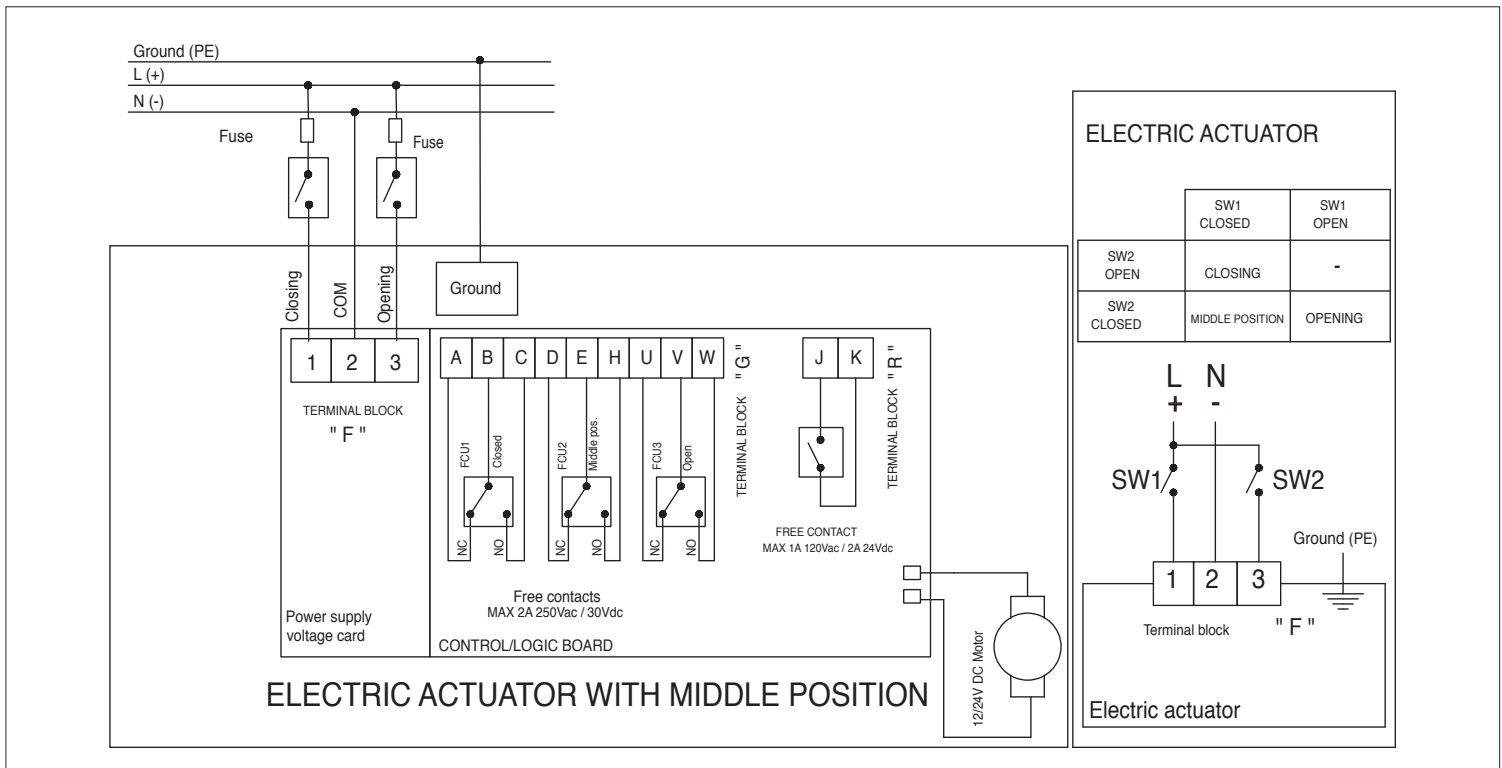 Ground (PE)
L (+)
N (-)
Fuse
Fuse
Closing
COM
Opening
Ground
1 2 3
TERMINAL BLOCK
" F "
A B C D E H U V W
TERMINAL BLOCK " G "
J K
TERMINAL BLOCK " R "
FCU1
Closed
FCU2
Middle pos.
FCU3
Open
NC
NO
NC
NO
NC
NO
FREE CONTACT
MAX 1A 120Vac / 2A 24Vdc
Free contacts
MAX 2A 250Vac / 30Vdc
Power supply
voltage card
CONTROL/LOGIC BOARD
12/24V DC Motor
ELECTRIC ACTUATOR WITH MIDDLE POSITION
ELECTRIC ACTUATOR
SW1
CLOSED
SW1
OPEN
SW2
OPEN
CLOSING
-
SW2
CLOSED
MIDDLE POSITION
OPENING
L N
+ -
SW1
SW2
Ground (PE)
1 2 3
Terminal block
" F "
Electric actuator